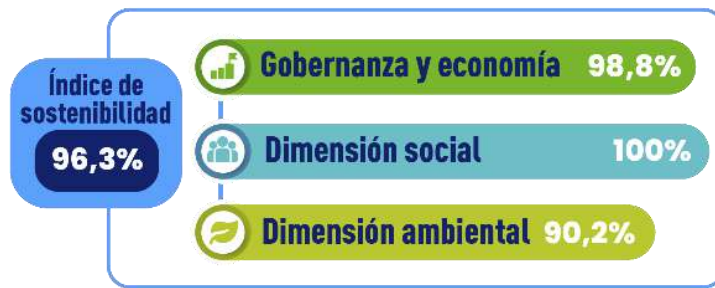 Índice de
sostenibilidad
96,3%
Gobernanza y economía 98,8%
Dimensión social 100%
Dimensión ambiental 90,2%